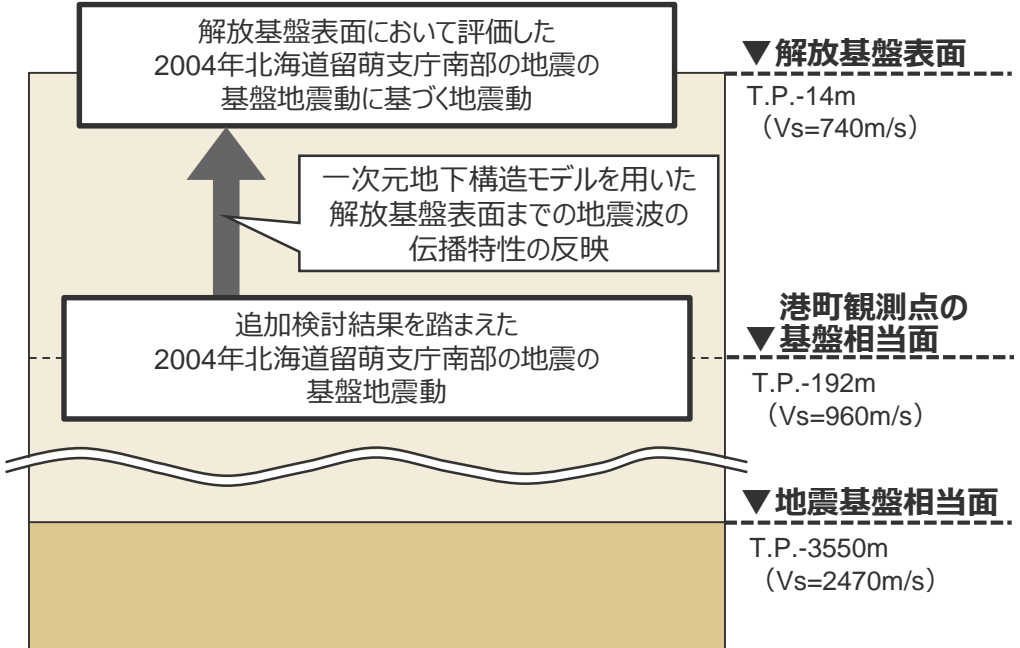 解放基盤表面において評価した
2004年北海道留萌支庁南部の地震の
基盤地震動に基づく地震動
▼解放基盤表面
T.P.-14m
（Vs=740m/s）
一次元地下構造モデルを用いた
解放基盤表面までの地震波の
伝播特性の反映
追加検討結果を踏まえた
2004年北海道留萌支庁南部の地震の
基盤地震動
港町観測点の
▼基盤相当面
T.P.-192m
（Vs=960m/s）
▼地震基盤相当面
T.P.-3550m
（Vs=2470m/s）